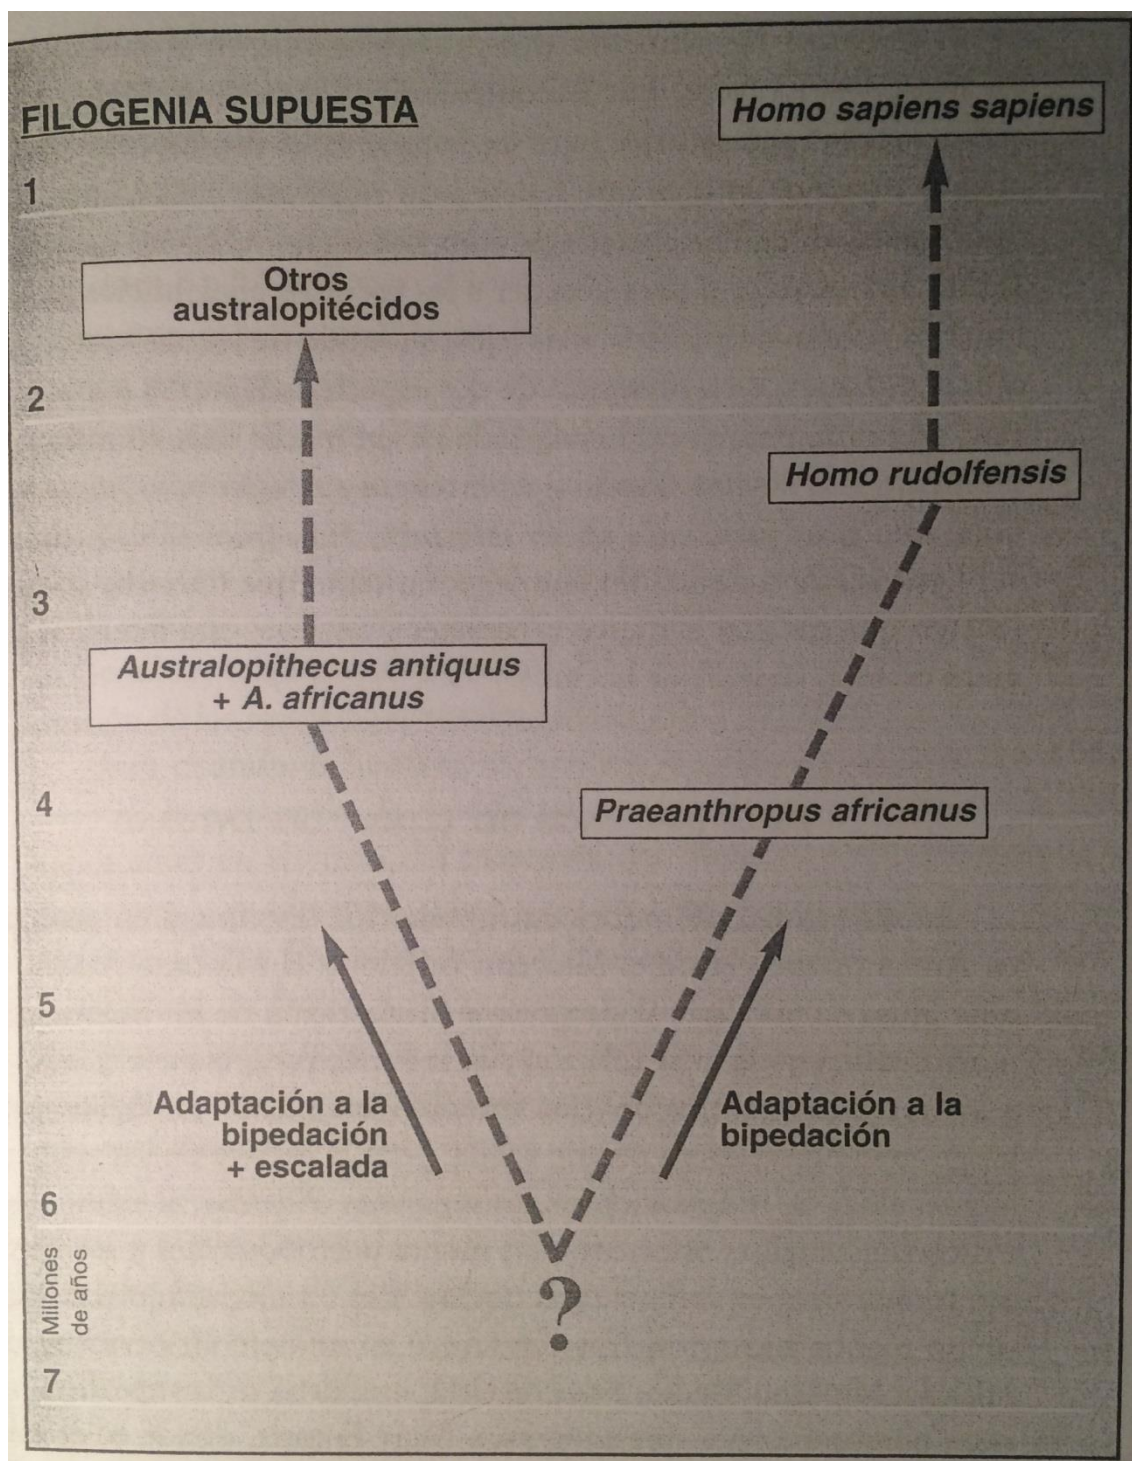 FILOGENIA SUPUESTA
Homo sapiens sapiens
1
Otros
australopitécidos
2
Homo rudolfensis
3
Australopithecus antiquus
+ A. africanus
4
Praeanthropus africanus
5
Adaptación a la
bipedación
+ escalada
Adaptación a la
bipedación
6
Millones
de años
?
7